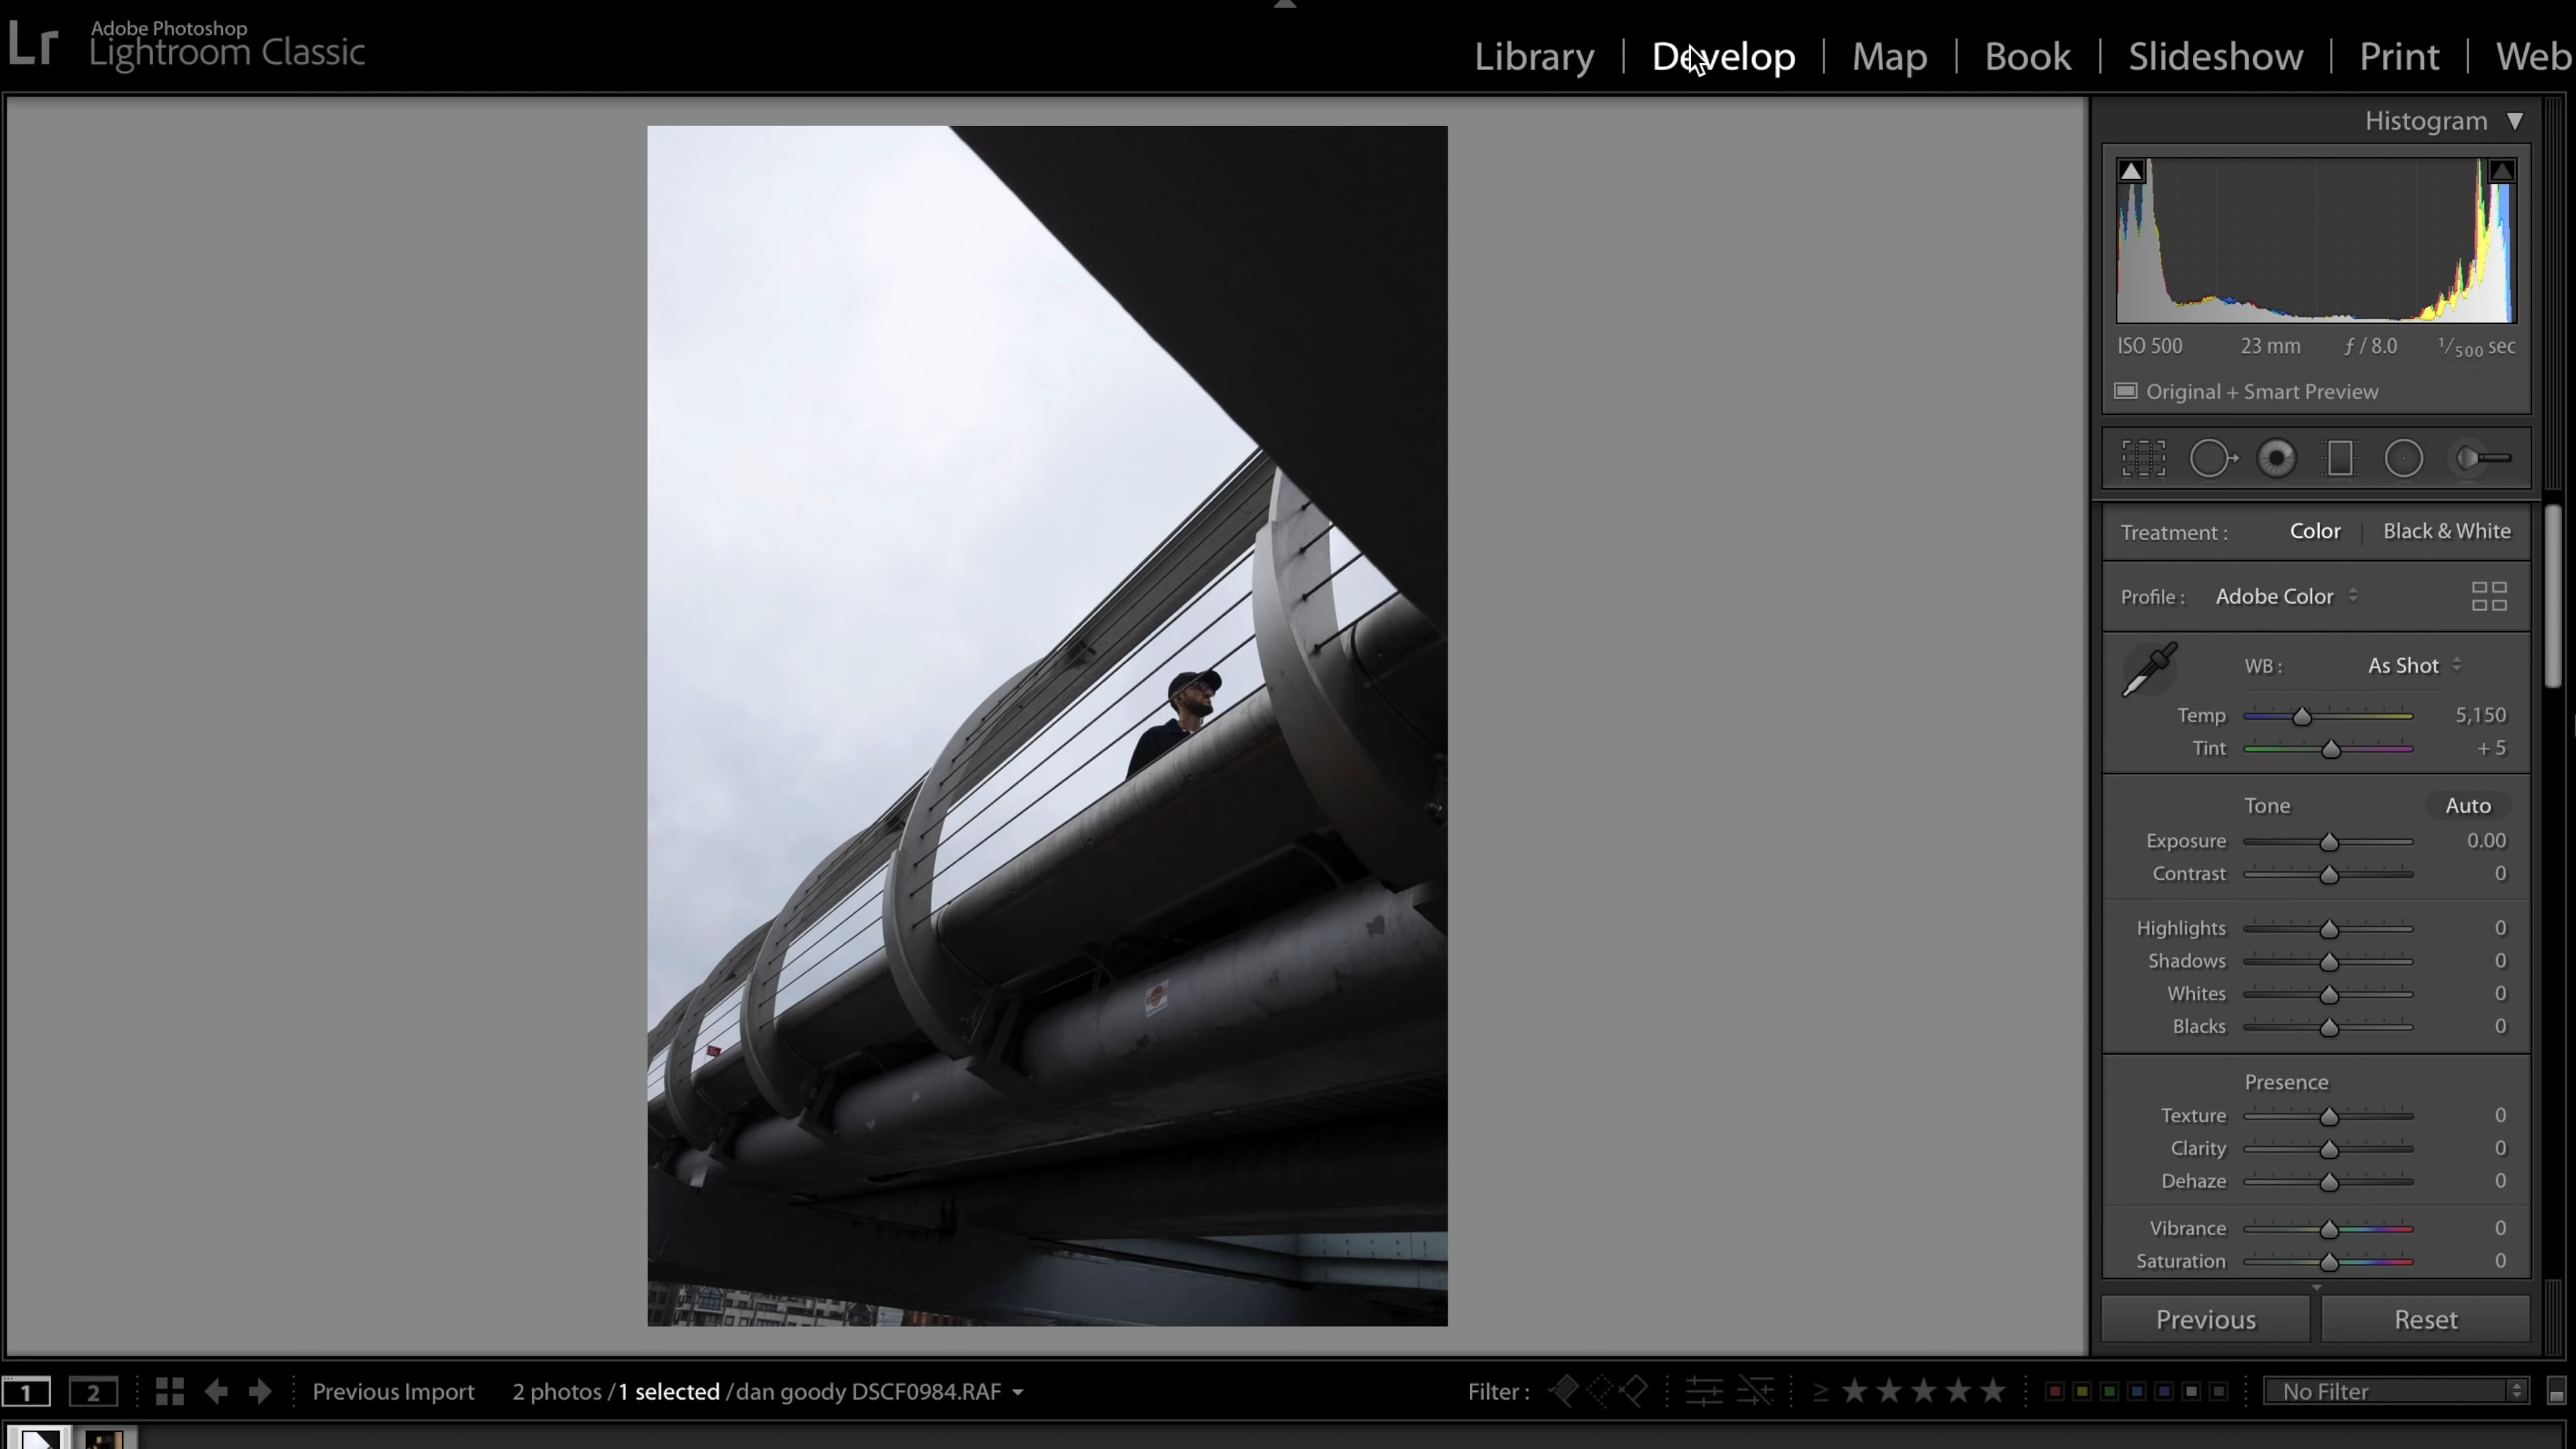 Lr Adobe Photoshop
Lightroom Classic
Library | Develop | Map | Book | Slideshow | Print | Web
Histogram
ISO 500 23 mm ƒ / 8.0 1/500 sec
Original + Smart Preview
Treatment : Color | Black & White
Profile : Adobe Color
WB : As Shot
Temp 5,150
Tint + 5
Tone Auto
Exposure 0.00
Contrast 0
Highlights 0
Shadows 0
Whites 0
Blacks 0
Presence
Texture 0
Clarity 0
Dehaze 0
Vibrance 0
Saturation 0
Previous Reset
1 2 Previous Import 2 photos / 1 selected / dan goody DSCF0984.RAF Filter : ≥ ★★★★★ No Filter